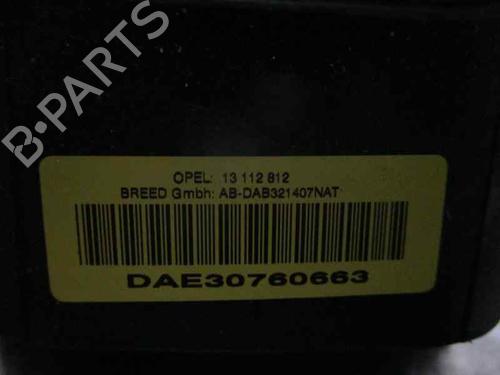 B·PARTS
OPEL: 13 112 812
BREED Gmbh: AB-DAB321407NAT
DAE30760663